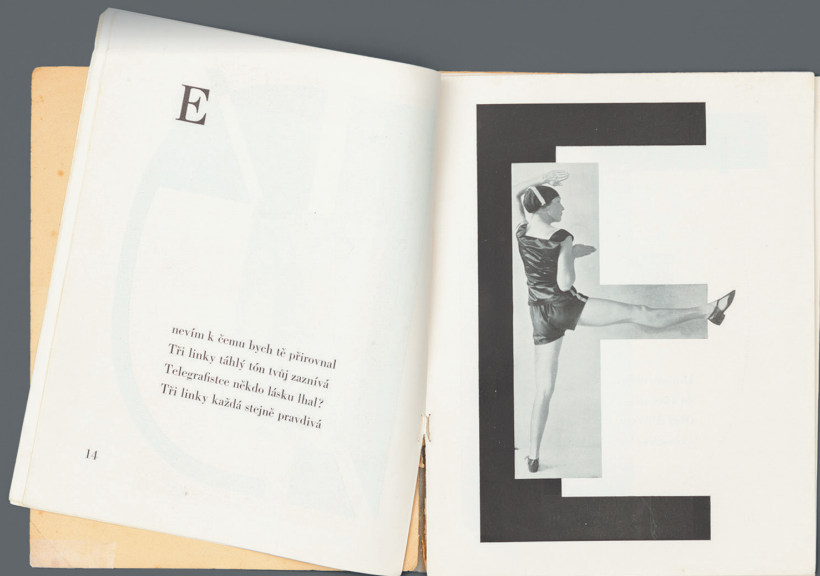 E
nevím k čemu bych tě přirovnal
Tři linky táhlý tón tvůj zaznívá
Telegrafistce někdo lásku lhal?
Tři linky každá stejně pravdivá
14
E